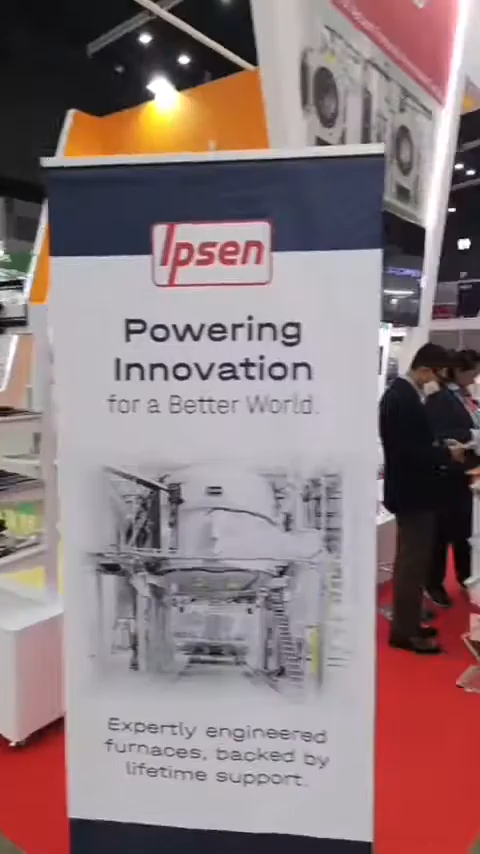 Ipsen
Powering
Innovation
for a Better World.
Expertly engineered
furnaces, backed by
lifetime support.